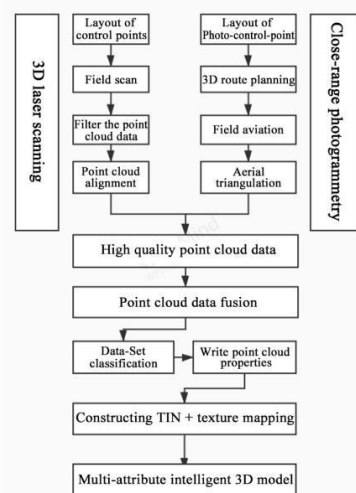 3D laser scanning
Layout of
control points
Field scan
Filter the point
cloud data
Point cloud
alignment
Layout of
Photo-control-point
3D route planning
Field aviation
Aerial
triangulation
Close-range photogrammetry
High quality point cloud data
Point cloud data fusion
Data-Set
classification
Write point cloud
properties
Constructing TIN + texture mapping
Multi-attribute intelligent 3D model